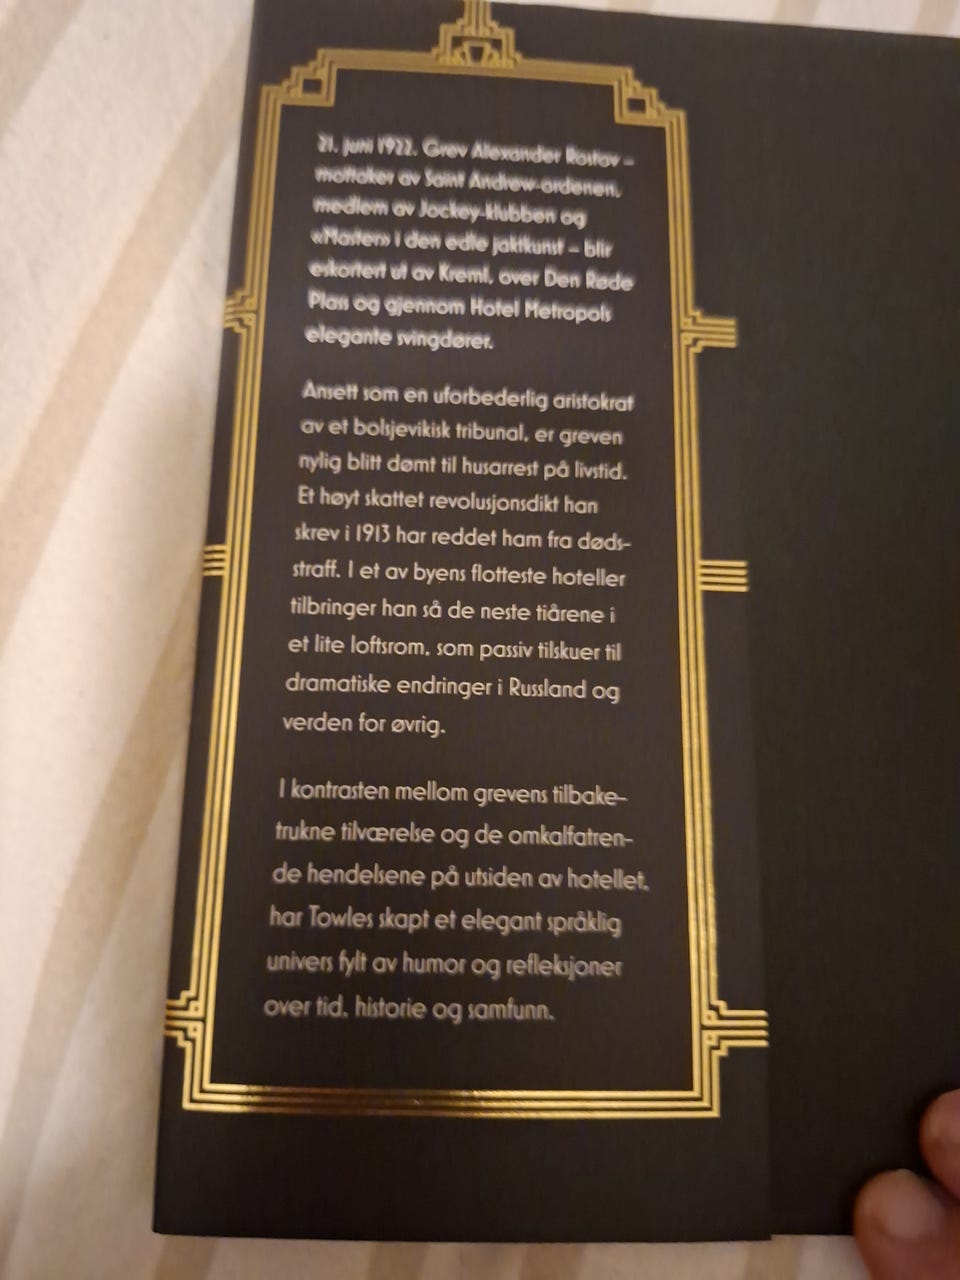 21. juni 1922. Grev Alexander Rostov –
mottaker av Saint Andrew-ordenen,
medlem av Jockey-klubben og
«Master» i den edle jaktkunst – blir
eskortert ut av Kreml, over Den Røde
Plass og gjennom Hotel Metropols
elegante svingdører.
Ansett som en uforbederlig aristokrat
av et bolsjevikisk tribunal, er greven
nylig blitt dømt til husarrest på livstid.
Et høyt skattet revolusjonsdikt han
skrev i 1913 har reddet ham fra døds-
straff. I et av byens flotteste hoteller
tilbringer han så de neste tiårene i
et lite loftsrom, som passiv tilskuer til
dramatiske endringer i Russland og
verden for øvrig.
I kontrasten mellom grevens tilbake-
trukne tilværelse og de omkalfatren-
de hendelsene på utsiden av hotellet,
har Towles skapt et elegant språklig
univers fylt av humor og refleksjoner
over tid, historie og samfunn.